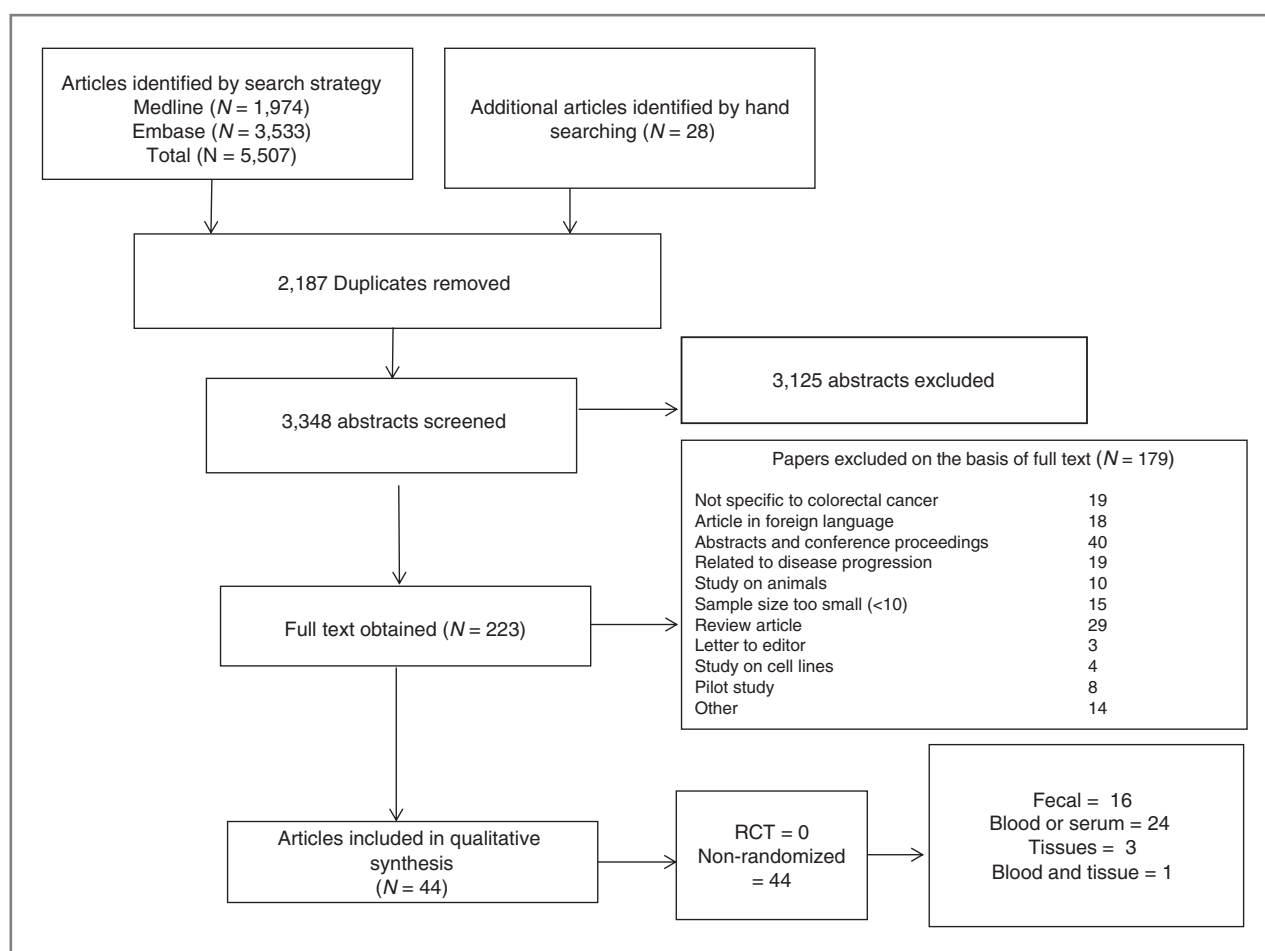 Articles identified by search strategy
Medline (N = 1,974)
Embase (N = 3,533)
Total (N = 5,507)
Additional articles identified by hand
searching (N = 28)
2,187 Duplicates removed
3,348 abstracts screened
3,125 abstracts excluded
Papers excluded on the basis of full text (N = 179)
Not specific to colorectal cancer 19
Article in foreign language 18
Abstracts and conference proceedings 40
Related to disease progression 19
Study on animals 10
Sample size too small (<10) 15
Review article 29
Letter to editor 3
Study on cell lines 4
Pilot study 8
Other 14
Full text obtained (N = 223)
Articles included in qualitative
synthesis
(N = 44)
RCT = 0
Non-randomized
= 44
Fecal = 16
Blood or serum = 24
Tissues = 3
Blood and tissue = 1